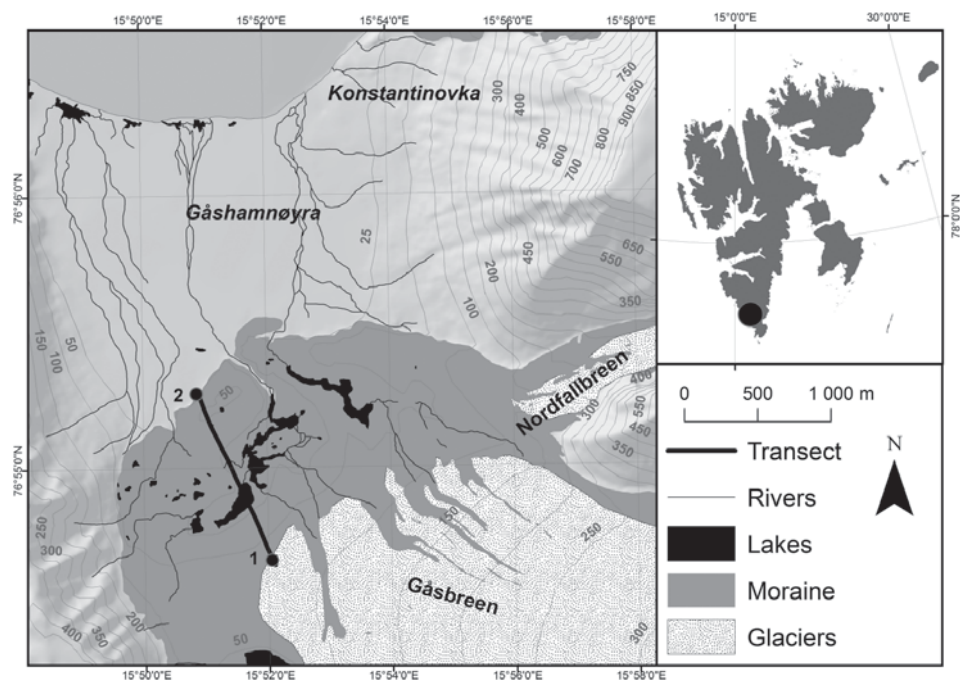 15°50'0"E 15°52'0"E 15°54'0"E 15°56'0"E 15°58'0"E
15°0'0"E 30°0'0"E
Konstantinovka
300
400
500
600
700
750
800
850
900
76°56'0"N
Gåshamnøyra
25
200
450
100
650
550
350
78°0'0"N
150
100
50
2
50
Nordfallbreen
400
300
550
450
350
76°55'0"N
250
300
1
250
Gåsbreen
200
350
400
50
300
15°50'0"E 15°52'0"E 15°54'0"E 15°56'0"E 15°58'0"E
0 500 1 000 m
N
Transect
Rivers
Lakes
Moraine
Glaciers